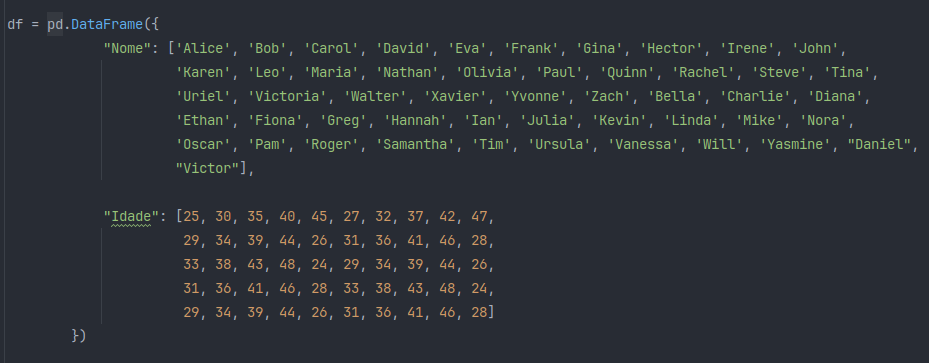 df = pd.DataFrame({
"Nome": ['Alice', 'Bob', 'Carol', 'David', 'Eva', 'Frank', 'Gina', 'Hector', 'Irene', 'John',
'Karen', 'Leo', 'Maria', 'Nathan', 'Olivia', 'Paul', 'Quinn', 'Rachel', 'Steve', 'Tina',
'Uriel', 'Victoria', 'Walter', 'Xavier', 'Yvonne', 'Zach', 'Bella', 'Charlie', 'Diana',
'Ethan', 'Fiona', 'Greg', 'Hannah', 'Ian', 'Julia', 'Kevin', 'Linda', 'Mike', 'Nora',
'Oscar', 'Pam', 'Roger', 'Samantha', 'Tim', 'Ursula', 'Vanessa', 'Will', 'Yasmine', "Daniel",
"Victor"],
"Idade": [25, 30, 35, 40, 45, 27, 32, 37, 42, 47,
29, 34, 39, 44, 26, 31, 36, 41, 46, 28,
33, 38, 43, 48, 24, 29, 34, 39, 44, 26,
31, 36, 41, 46, 28, 33, 38, 43, 48, 24,
29, 34, 39, 44, 26, 31, 36, 41, 46, 28]
})